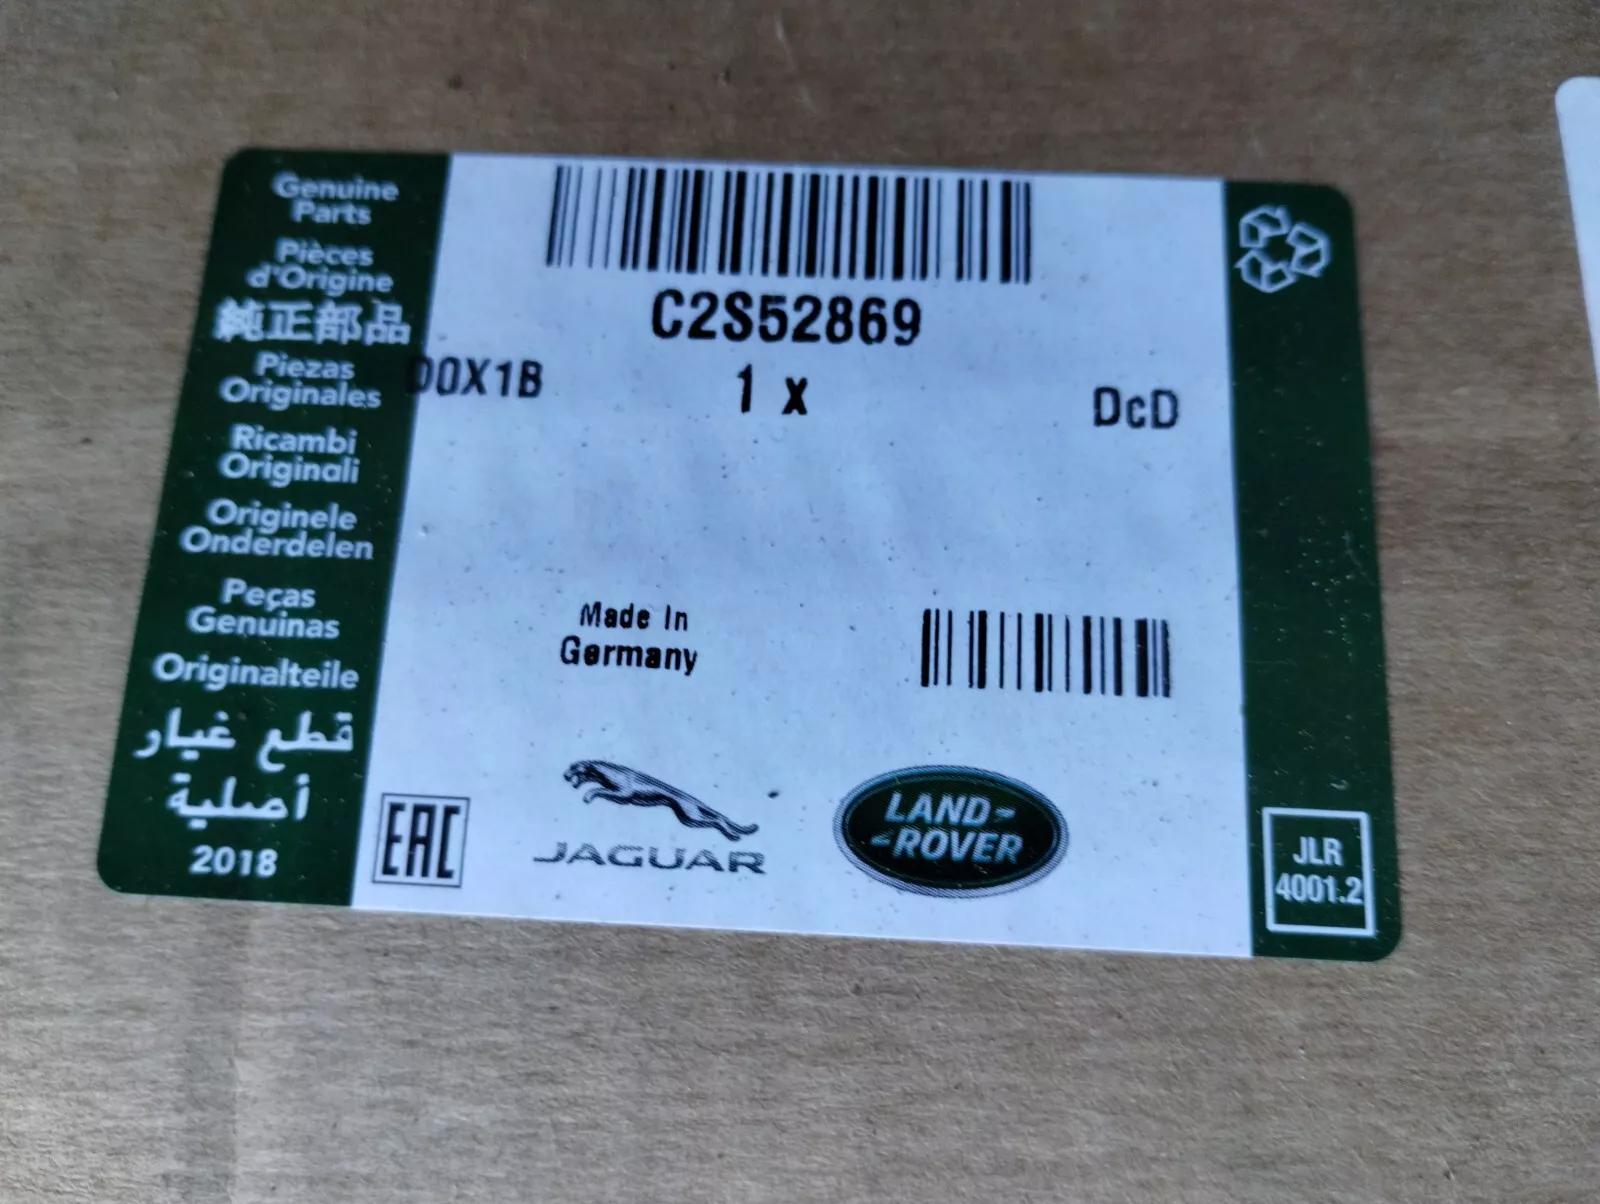 Genuine
Parts
Pièces
d'Origine
純正部品
Piezas
Originales
Ricambi
Originali
Originele
Onderdelen
Peças
Genuinas
Originalteile
قطع غيار
أصلية
2018
C2S52869
00X1B
1 x
DcD
Made In
Germany
EAC
JAGUAR
LAND-
-ROVER
JLR
4001.2